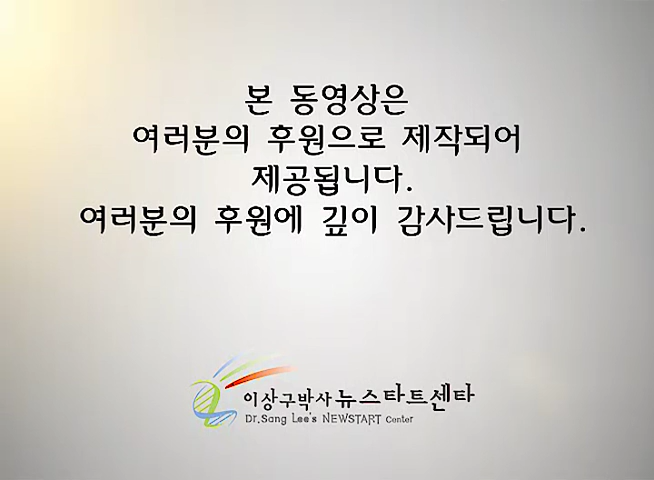 본 동영상은
여러분의 후원으로 제작되어
제공됩니다.
여러분의 후원에 깊이 감사드립니다.
이상구박사 뉴스타트센타
Dr.Sang Lee's NEWSTART Center